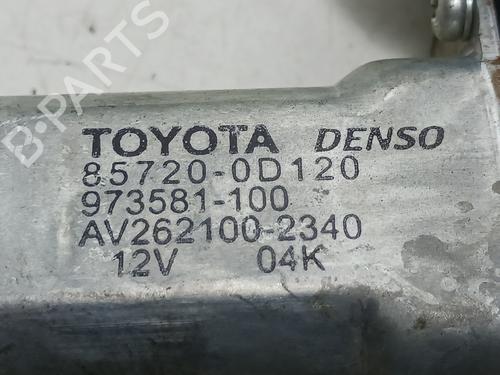 B-PARTS
TOYOTA DENSO
85720-0D120
973581-100
AV262100-2340
12V 04K